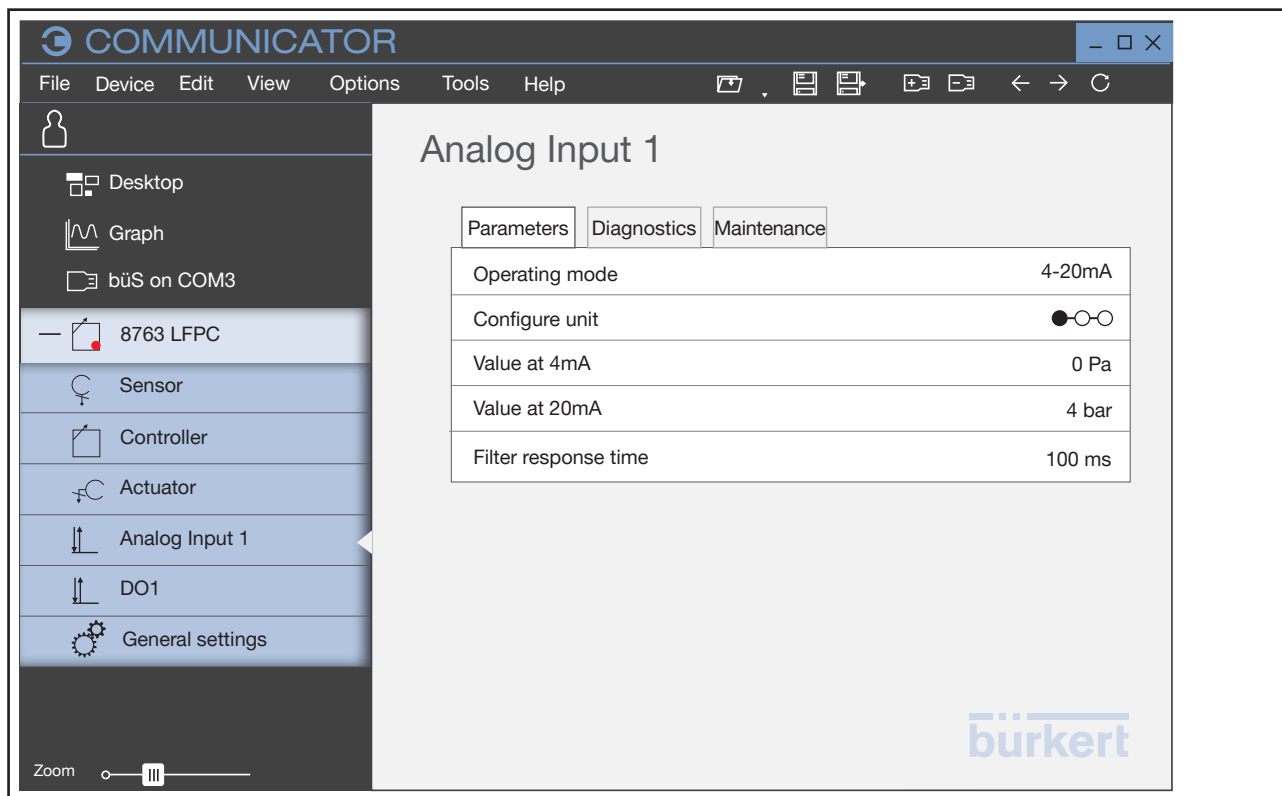 COMMUNICATOR
File Device Edit View Options Tools Help
Desktop
Graph
büS on COM3
8763 LFPC
Sensor
Controller
Actuator
Analog Input 1
DO1
General settings
Zoom
Analog Input 1
Parameters Diagnostics Maintenance
Operating mode 4-20mA
Configure unit
Value at 4mA 0 Pa
Value at 20mA 4 bar
Filter response time 100 ms
bürkert